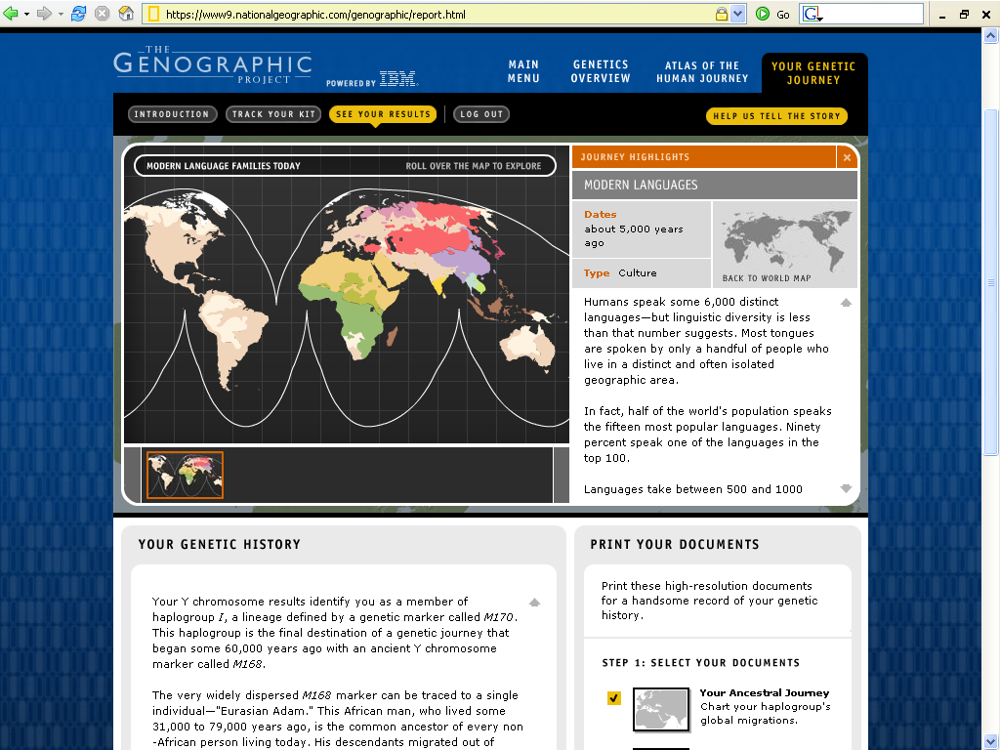 https://www9.nationalgeographic.com/genographic/report.html
Go
G
THE
GENOGRAPHIC
PROJECT
POWERED BY IBM
MAIN
MENU
GENETICS
OVERVIEW
ATLAS OF THE
HUMAN JOURNEY
YOUR GENETIC
JOURNEY
INTRODUCTION
TRACK YOUR KIT
SEE YOUR RESULTS
LOG OUT
HELP US TELL THE STORY
MODERN LANGUAGE FAMILIES TODAY
ROLL OVER THE MAP TO EXPLORE
JOURNEY HIGHLIGHTS
MODERN LANGUAGES
Dates
about 5,000 years
ago
Type Culture
BACK TO WORLD MAP
Humans speak some 6,000 distinct
languages—but linguistic diversity is less
than that number suggests. Most tongues
are spoken by only a handful of people who
live in a distinct and often isolated
geographic area.
In fact, half of the world's population speaks
the fifteen most popular languages. Ninety
percent speak one of the languages in the
top 100.
Languages take between 500 and 1000
YOUR GENETIC HISTORY
Your Y chromosome results identify you as a member of
haplogroup I, a lineage defined by a genetic marker called M170.
This haplogroup is the final destination of a genetic journey that
began some 60,000 years ago with an ancient Y chromosome
marker called M168.
The very widely dispersed M168 marker can be traced to a single
individual—"Eurasian Adam." This African man, who lived some
31,000 to 79,000 years ago, is the common ancestor of every non
-African person living today. His descendants migrated out of
PRINT YOUR DOCUMENTS
Print these high-resolution documents
for a handsome record of your genetic
history.
STEP 1: SELECT YOUR DOCUMENTS
Your Ancestral Journey
Chart your haplogroup's
global migrations.